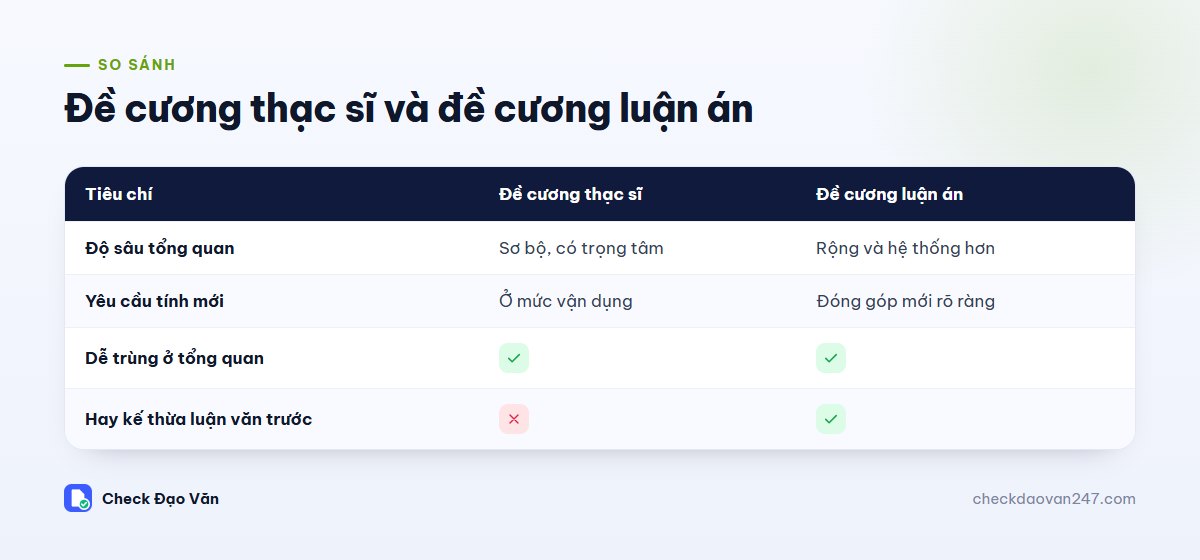 SO SÁNH
Đề cương thạc sĩ và đề cương luận án
Tiêu chí Đề cương thạc sĩ Đề cương luận án
Độ sâu tổng quan Sơ bộ, có trọng tâm Rộng và hệ thống hơn
Yêu cầu tính mới Ở mức vận dụng Đóng góp mới rõ ràng
Dễ trùng ở tổng quan
Hay kế thừa luận văn trước
Check Đạo Văn checkdaovan247.com